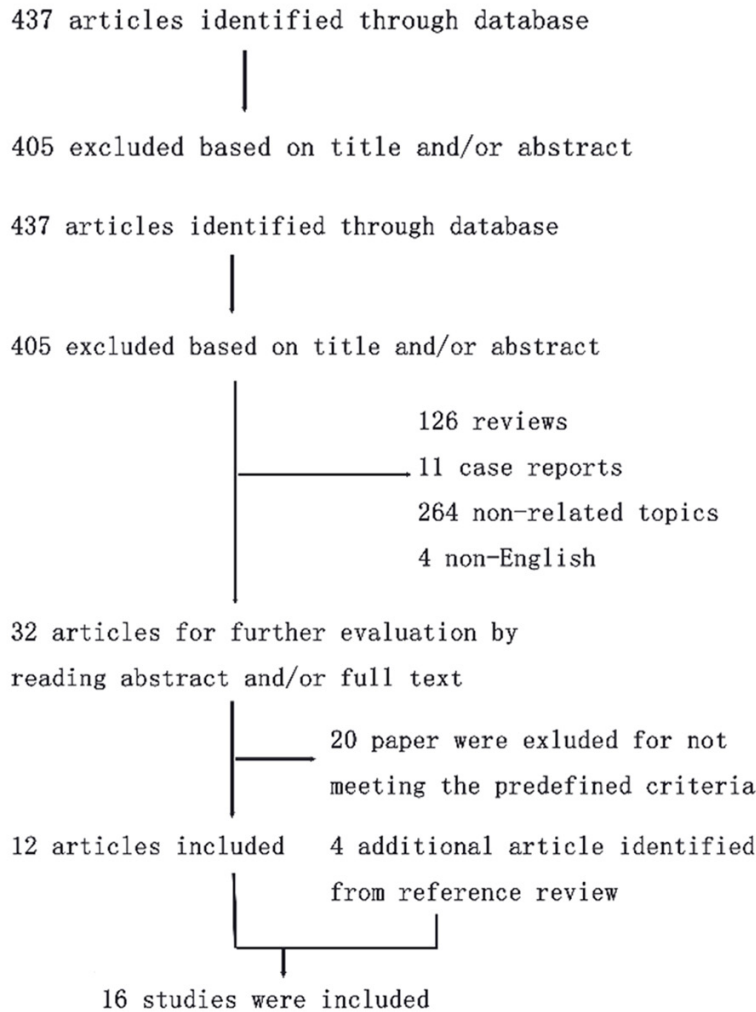 437 articles identified through database
405 excluded based on title and/or abstract
437 articles identified through database
405 excluded based on title and/or abstract
126 reviews
11 case reports
264 non-related topics
4 non-English
32 articles for further evaluation by
reading abstract and/or full text
20 paper were exluded for not
meeting the predefined criteria
12 articles included
4 additional article identified
from reference review
16 studies were included